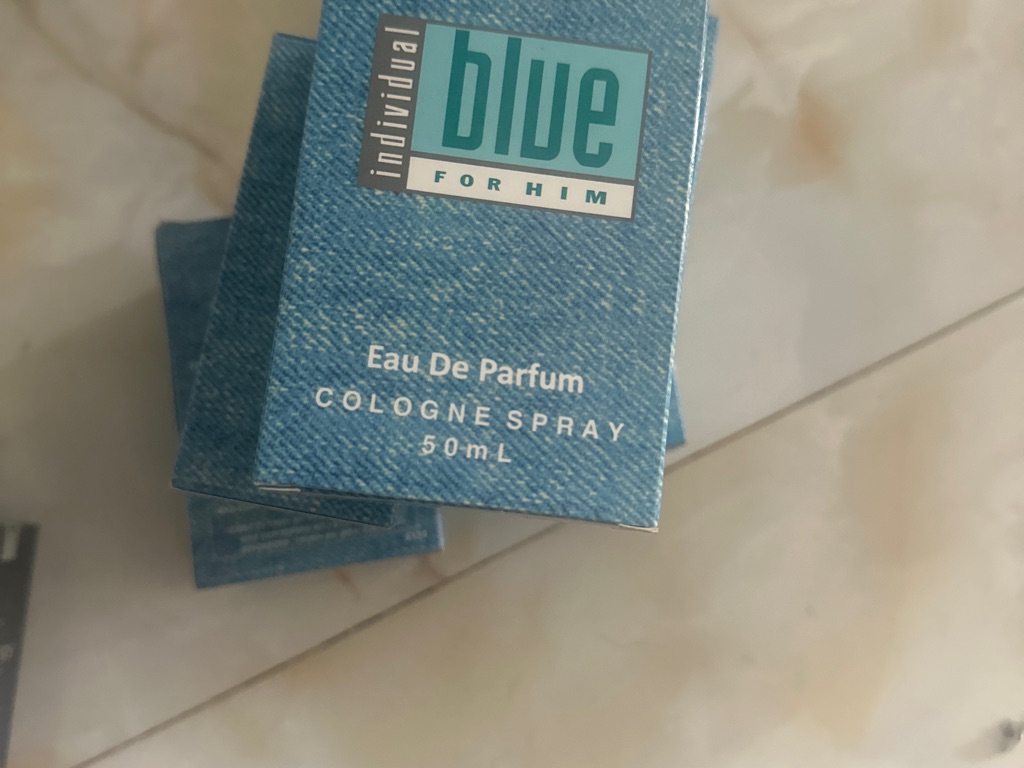 individual
blue
FOR HIM
Eau De Parfum
COLOGNE SPRAY
50mL